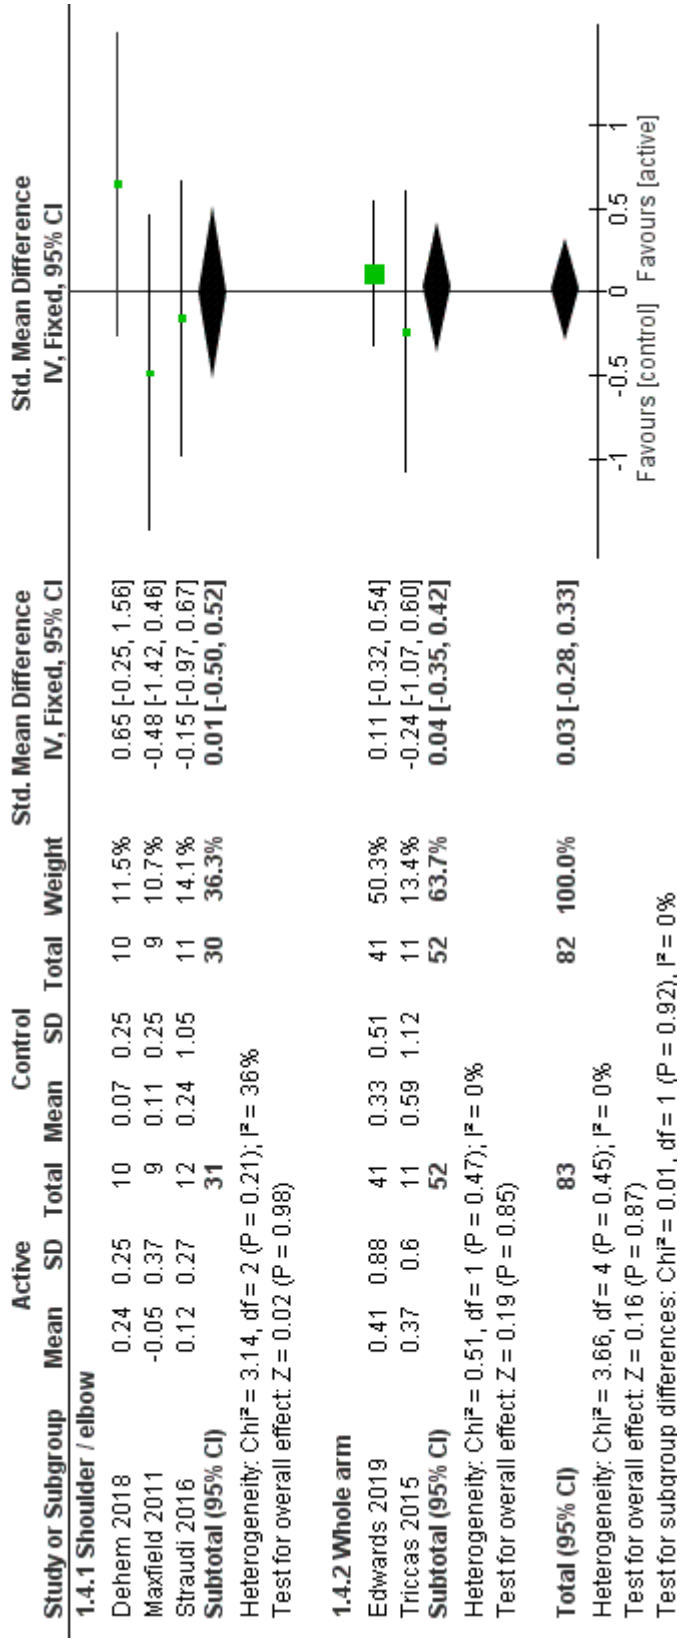 Active Control Std. Mean Difference Std. Mean Difference
Study or Subgroup Mean SD Total Mean SD Total Weight IV, Fixed, 95% CI IV, Fixed, 95% CI
1.4.1 Shoulder / elbow
Dehem 2018 0.24 0.25 10 0.07 0.25 10 11.5% 0.65 [-0.25, 1.56]
Maxfield 2011 -0.05 0.37 9 0.11 0.25 9 10.7% -0.48 [-1.42, 0.46]
Straudi 2016 0.12 0.27 12 0.24 1.05 11 14.1% -0.15 [-0.97, 0.67]
Subtotal (95% CI) 31 30 36.3% 0.01 [-0.50, 0.52]
Heterogeneity: Chi² = 3.14, df = 2 (P = 0.21); I² = 36%
Test for overall effect: Z = 0.02 (P = 0.98)
1.4.2 Whole arm
Edwards 2019 0.41 0.88 41 0.33 0.51 41 50.3% 0.11 [-0.32, 0.54]
Triccas 2015 0.37 0.6 11 0.59 1.12 11 13.4% -0.24 [-1.07, 0.60]
Subtotal (95% CI) 52 52 63.7% 0.04 [-0.35, 0.42]
Heterogeneity: Chi² = 0.51, df = 1 (P = 0.47); I² = 0%
Test for overall effect: Z = 0.19 (P = 0.85)
Total (95% CI) 83 82 100.0% 0.03 [-0.28, 0.33]
Heterogeneity: Chi² = 3.66, df = 4 (P = 0.45); I² = 0%
Test for overall effect: Z = 0.16 (P = 0.87)
Test for subgroup differences: Chi² = 0.01, df = 1 (P = 0.92), I² = 0%
-1 -0.5 0 0.5 1
Favours [control] Favours [active]